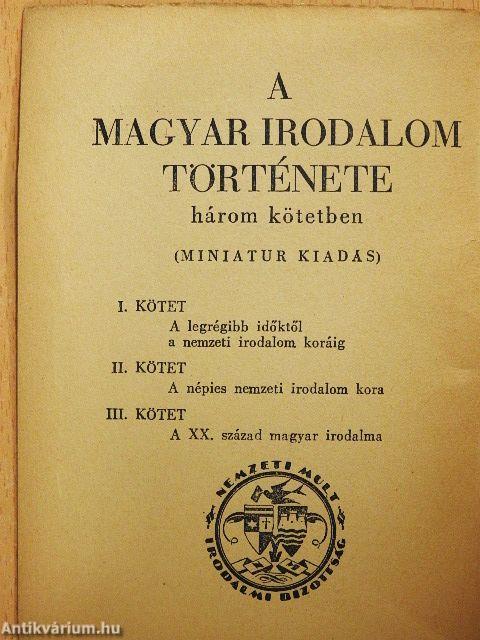 A
MAGYAR IRODALOM
TÖRTÉNETE
három kötetben
(MINIATUR KIADÁS)
I. KÖTET
A legrégibb időktől
a nemzeti irodalom koráig
II. KÖTET
A népies nemzeti irodalom kora
III. KÖTET
A XX. század magyar irodalma
NEMZETI MULT
IRODALMI BIZOTTSÁG
Antikvárium.hu